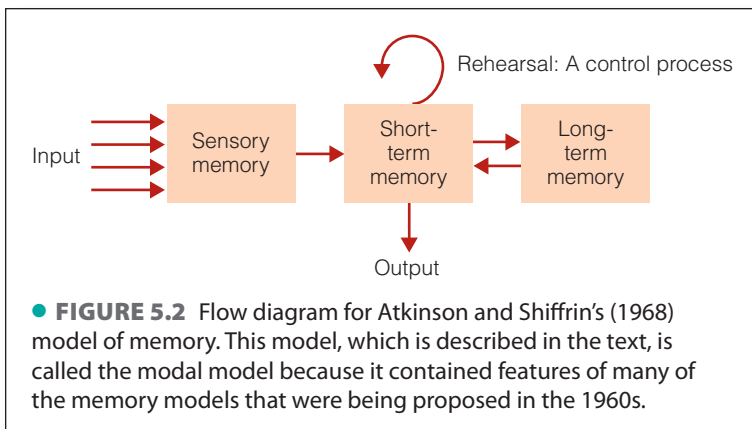 Rehearsal: A control process
Input
Sensory
memory
Short-
term
memory
Long-
term
memory
Output
● FIGURE 5.2 Flow diagram for Atkinson and Shiffrin’s (1968)
model of memory. This model, which is described in the text, is
called the modal model because it contained features of many of
the memory models that were being proposed in the 1960s.